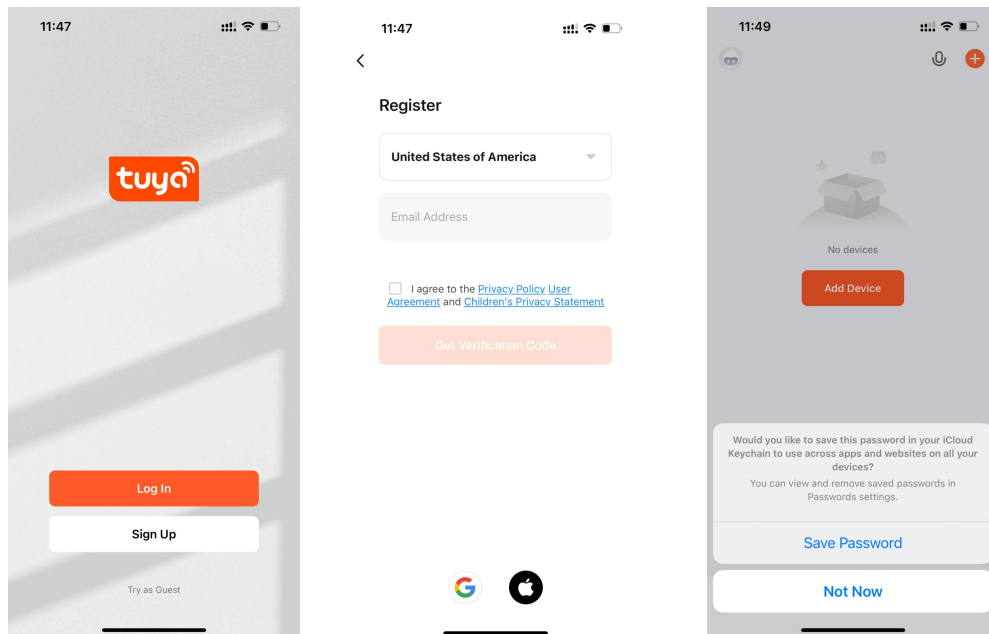 11:47
tuya
Log In
Sign Up
Try as Guest
11:47
Register
United States of America
Email Address
I agree to the Privacy Policy User
Agreement and Children's Privacy Statement
Get Verification Code
11:49
No devices
Add Device
Would you like to save this password in your iCloud
Keychain to use across apps and websites on all your
devices?
You can view and remove saved passwords in
Passwords settings.
Save Password
Not Now